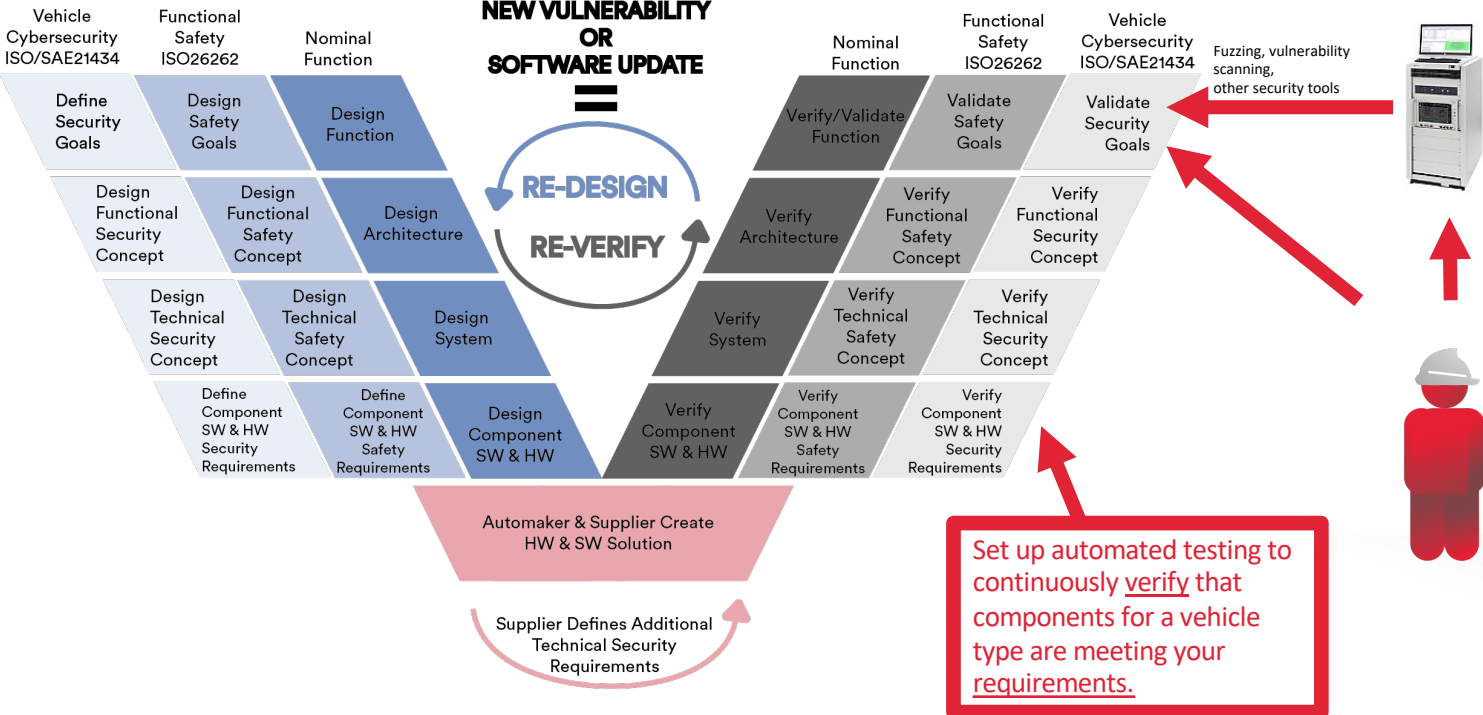 Vehicle
Cybersecurity
ISO/SAE21434
Functional
Safety
ISO26262
Nominal
Function
NEW VULNERABILITY
OR
SOFTWARE UPDATE
=
Nominal
Function
Functional
Safety
ISO26262
Vehicle
Cybersecurity
ISO/SAE21434
Fuzzing, vulnerability
scanning,
other security tools
Define
Security
Goals
Design
Safety
Goals
Design
Function
Verify/Validate
Function
Validate
Safety
Goals
Validate
Security
Goals
RE-DESIGN
RE-VERIFY
Design
Functional
Security
Concept
Design
Functional
Safety
Concept
Design
Architecture
Verify
Architecture
Verify
Functional
Safety
Concept
Verify
Functional
Security
Concept
Design
Technical
Security
Concept
Design
Technical
Safety
Concept
Design
System
Verify
System
Verify
Technical
Safety
Concept
Verify
Technical
Security
Concept
Define
Component
SW & HW
Security
Requirements
Define
Component
SW & HW
Safety
Requirements
Design
Component
SW & HW
Verify
Component
SW & HW
Verify
Component
SW & HW
Safety
Requirements
Verify
Component
SW & HW
Security
Requirements
Automaker & Supplier Create
HW & SW Solution
Supplier Defines Additional
Technical Security
Requirements
Set up automated testing to
continuously verify that
components for a vehicle
type are meeting your
requirements.